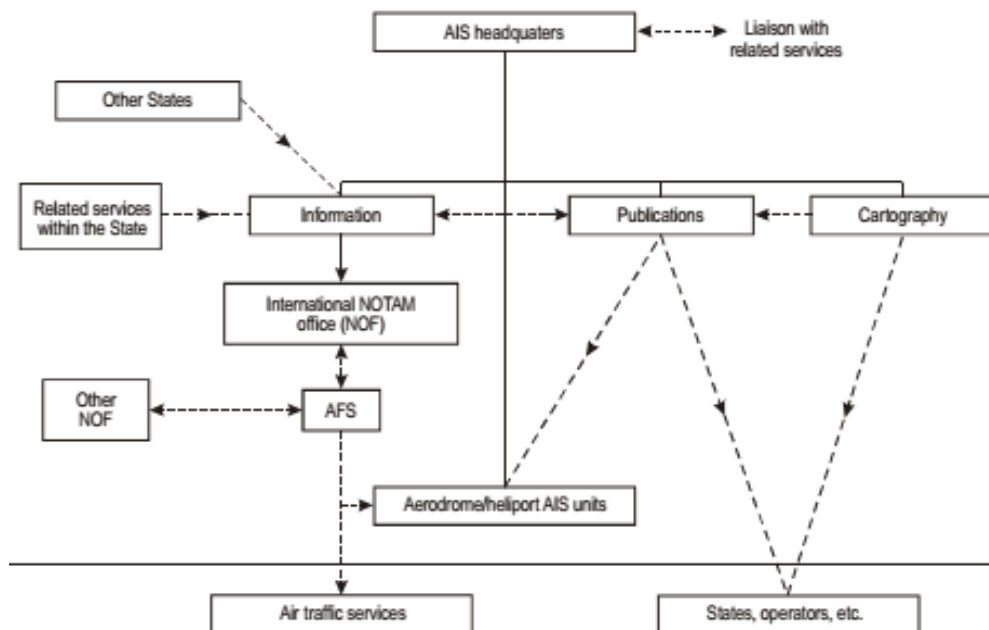 AIS headquaters
Liaison with
related services
Other States
Related services
within the State
Information
Publications
Cartography
International NOTAM
office (NOF)
Other
NOF
AFS
Aerodrome/heliport AIS units
Air traffic services
States, operators, etc.